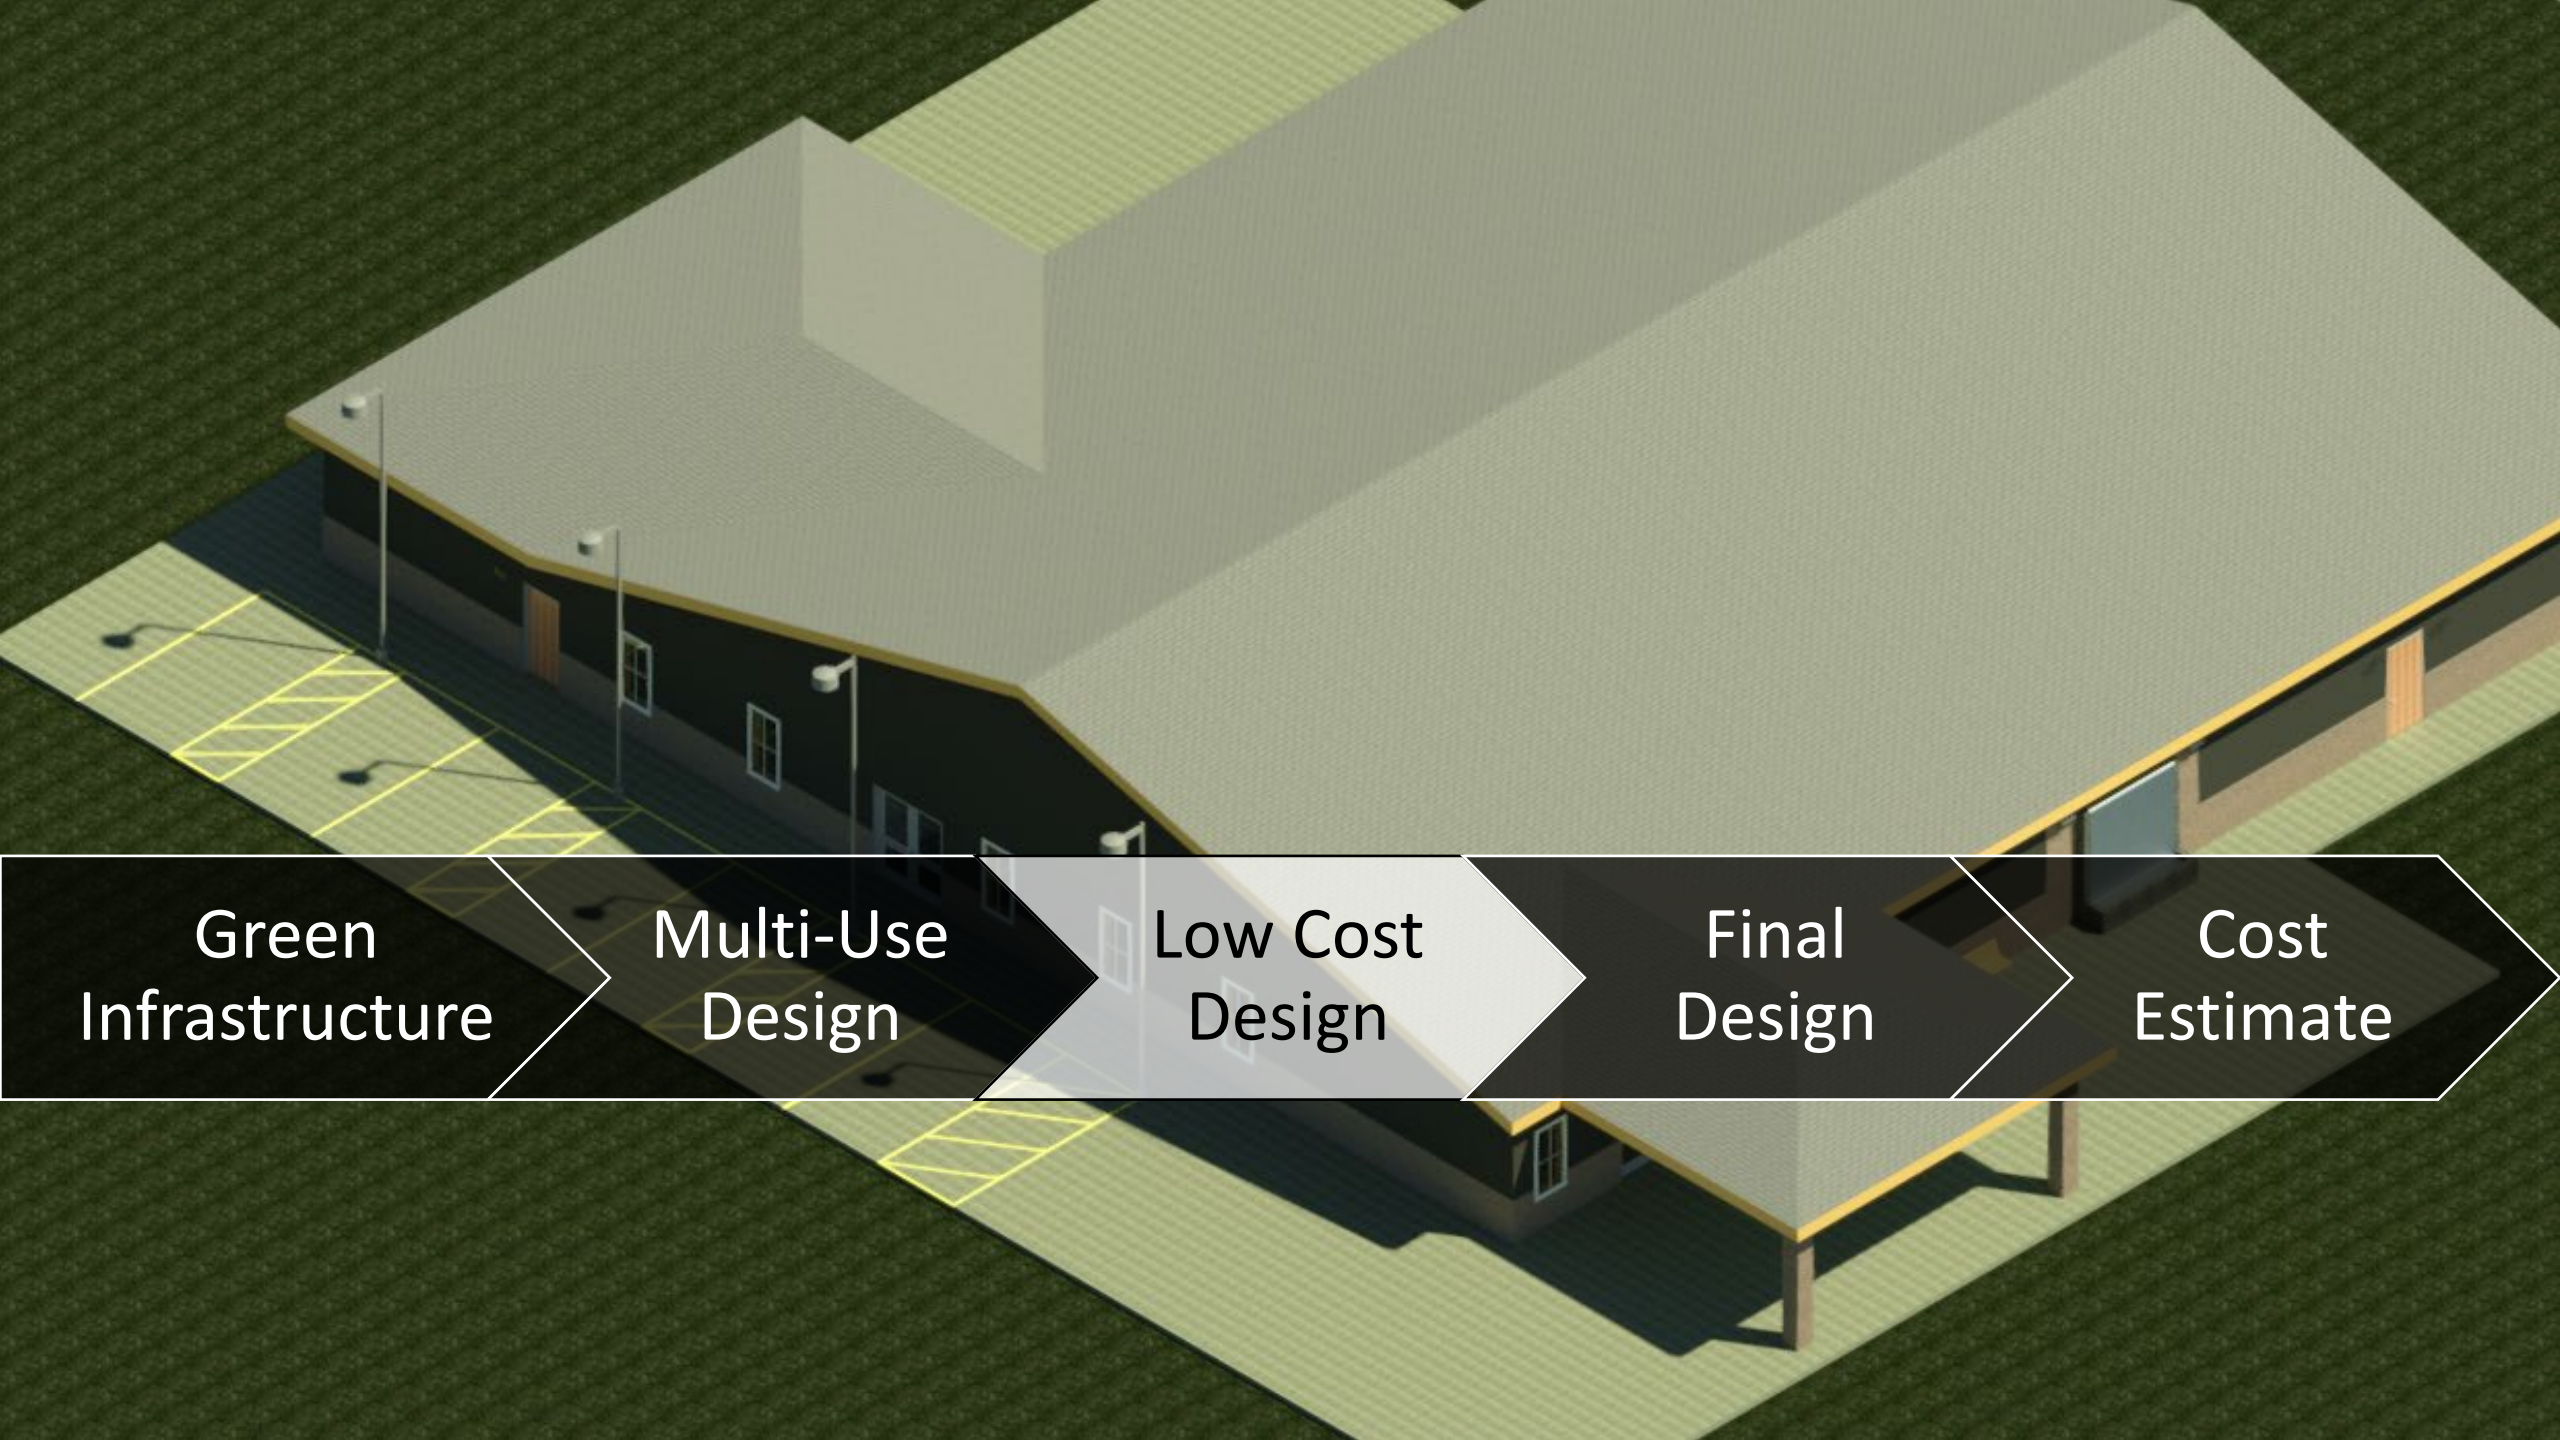 Green
Infrastructure
Multi-Use
Design
Low Cost
Design
Final
Design
Cost
Estimate